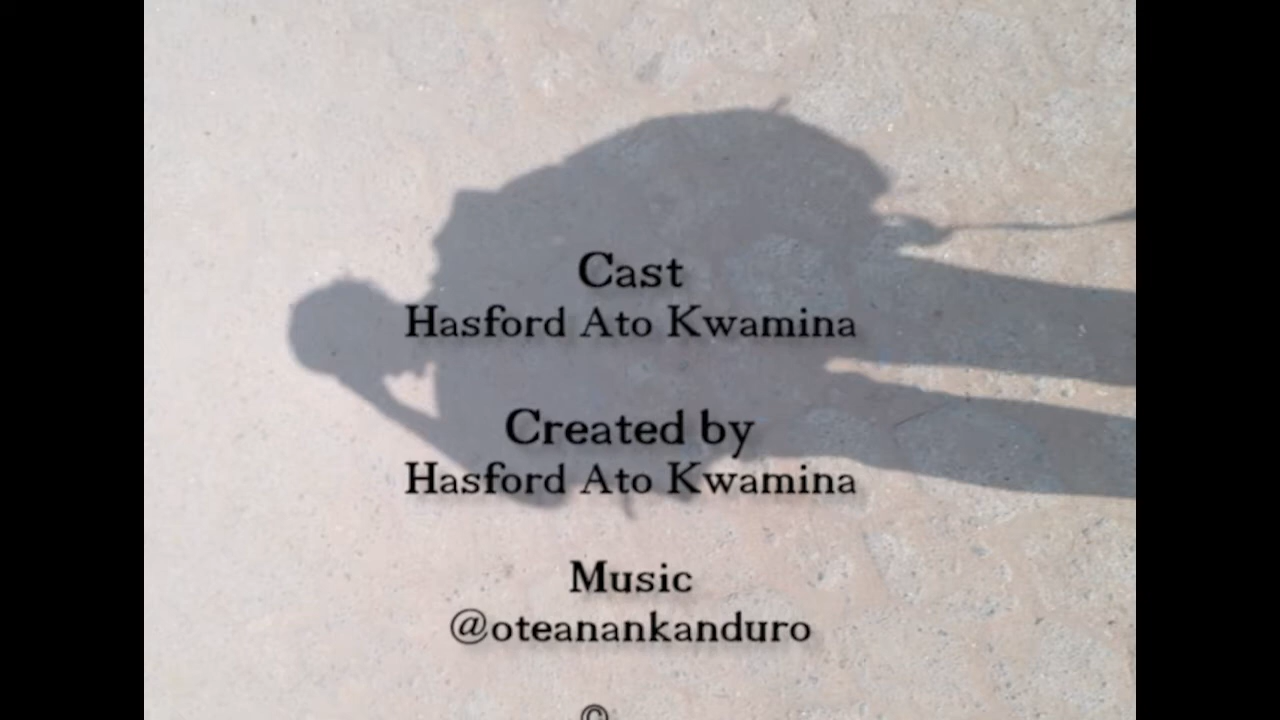 Cast
Hasford Ato Kwamina
Created by
Hasford Ato Kwamina
Music
@oteanankanduro
©